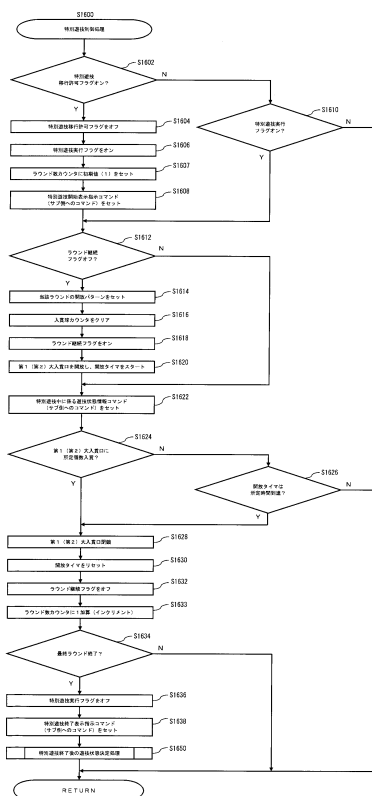 S1600
特別遊技制御処理
S1602
特別遊技
移行許可フラグオン?
N
Y
S1610
特別遊技実行
フラグオン?
N
Y
S1604
特別遊技移行許可フラグをオフ
S1606
特別遊技実行フラグをオン
S1607
ラウンド数カウンタに初期値(1)をセット
S1608
特別遊技開始表示指示コマンド
(サブ側へのコマンド)をセット
S1612
ラウンド継続
フラグオフ?
N
Y
S1614
当該ラウンドの開放パターンをセット
S1616
入賞球カウンタをクリア
S1618
ラウンド継続フラグをオン
S1620
第1(第2)大入賞口を開放し、開放タイマをスタート
S1622
特別遊技中に係る遊技状態情報コマンド
(サブ側へのコマンド)をセット
S1624
第1(第2)大入賞口に
所定個数入賞?
N
Y
S1626
開放タイマは
所定時間到達?
N
Y
S1628
第1(第2)大入賞口閉鎖
S1630
開放タイマをリセット
S1632
ラウンド継続フラグをオフ
S1633
ラウンド数カウンタに1加算(インクリメント)
S1634
最終ラウンド終了?
N
Y
S1636
特別遊技実行フラグをオフ
S1638
特別遊技終了表示指示コマンド
(サブ側へのコマンド)をセット
S1650
特別遊技終了後の遊技状態決定処理
RETURN